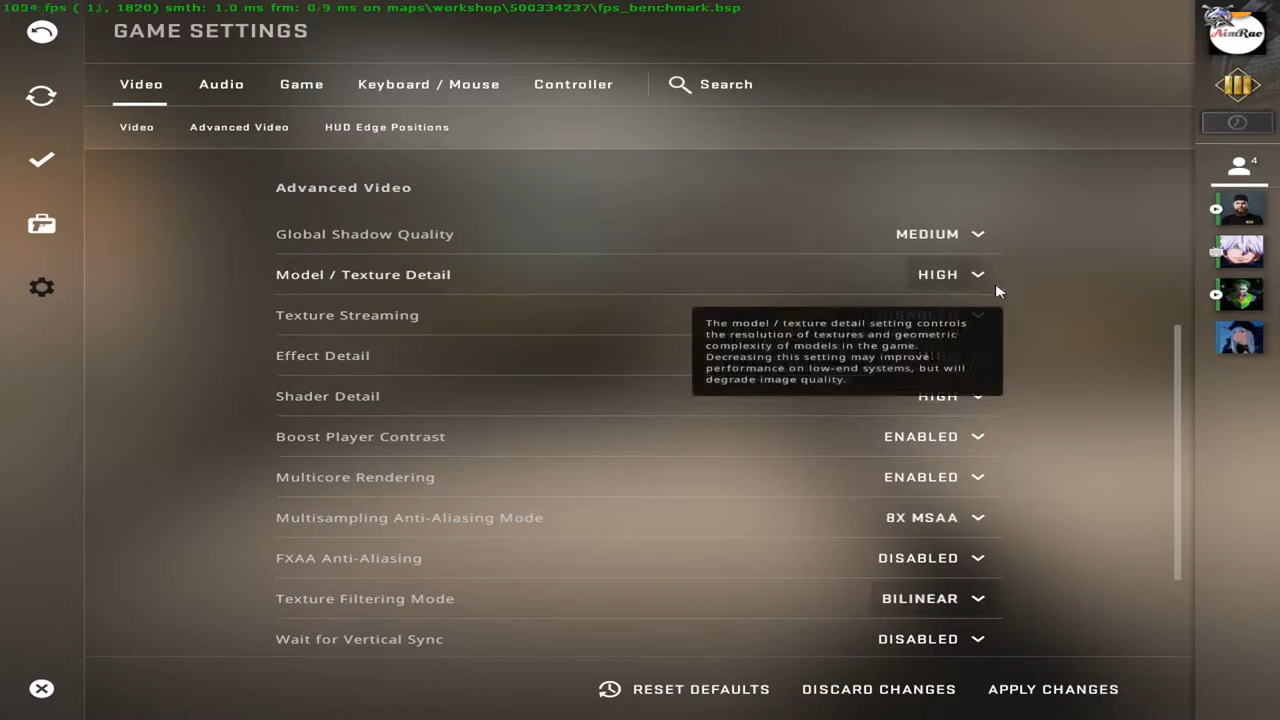 1034 fps ( 11, 1820) smth: 1.0 ms frm: 0.9 ms on maps\workshop\500334237\fps_benchmark.bsp
GAME SETTINGS
Video Audio Game Keyboard / Mouse Controller Search
Video Advanced Video HUD Edge Positions
Advanced Video
Global Shadow Quality MEDIUM
Model / Texture Detail HIGH
Texture Streaming DISABLED
The model / texture detail setting controls
the resolution of textures and geometric
complexity of models in the game.
Decreasing this setting may improve
performance on low-end systems, but will
degrade image quality.
Effect Detail
Shader Detail HIGH
Boost Player Contrast ENABLED
Multicore Rendering ENABLED
Multisampling Anti-Aliasing Mode 8X MSAA
FXAA Anti-Aliasing DISABLED
Texture Filtering Mode BILINEAR
Wait for Vertical Sync DISABLED
RESET DEFAULTS DISCARD CHANGES APPLY CHANGES
AimRac
4